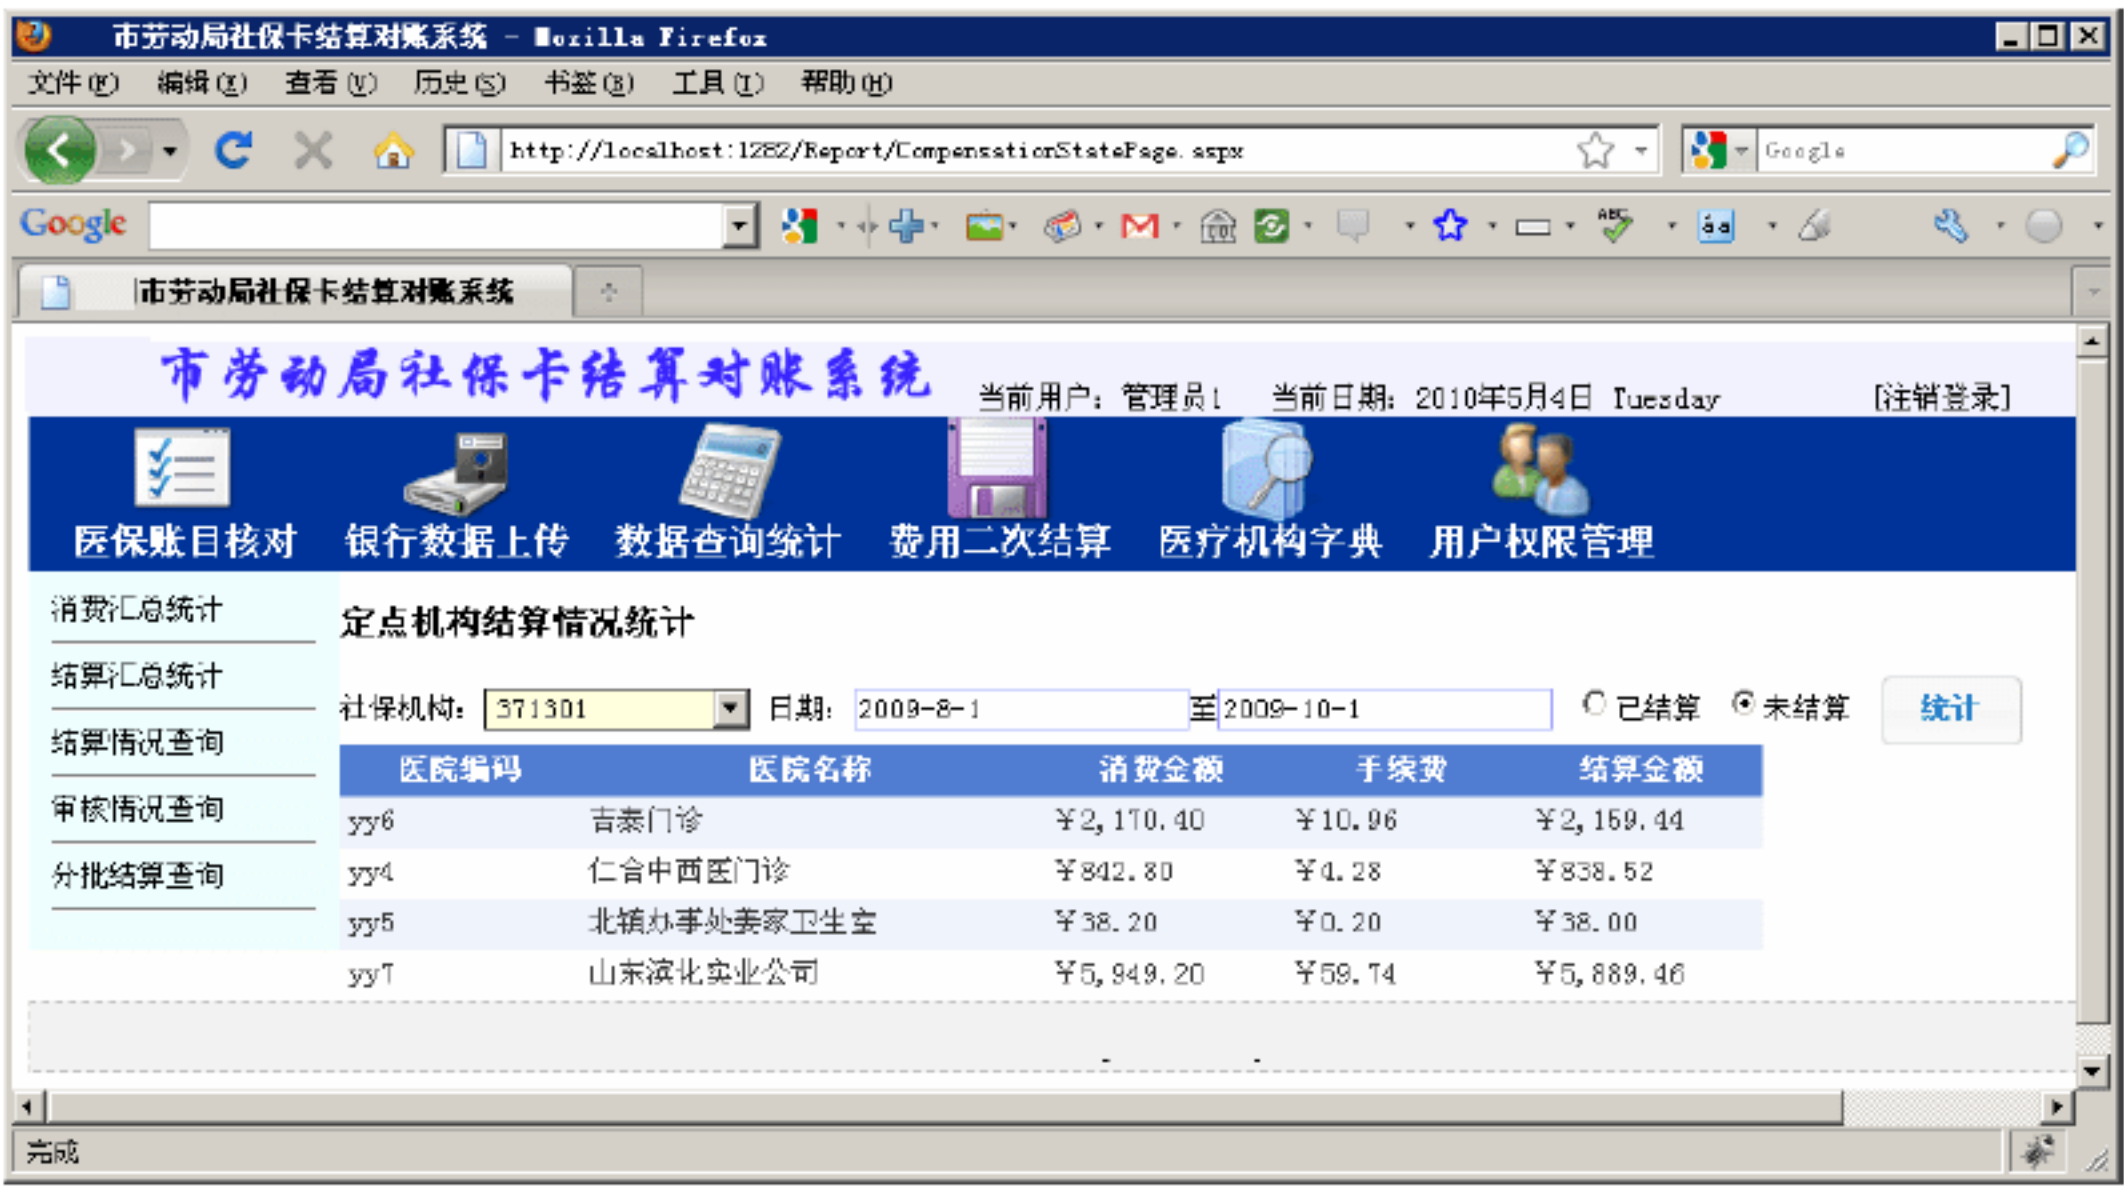 市劳动局社保卡结算对账系统 - Mozilla Firefox
文件(F) 编辑(E) 查看(V) 历史(S) 书签(B) 工具(T) 帮助(H)
http://localhost:1282/Report/CompensationStatePage.aspx Google
Google
市劳动局社保卡结算对账系统
市劳动局社保卡结算对账系统 当前用户: 管理员1 当前日期: 2010年5月4日 Tuesday [注销登录]
医保账目核对 银行数据上传 数据查询统计 费用二次结算 医疗机构字典 用户权限管理
消费汇总统计
结算汇总统计
结算情况查询
审核情况查询
分批结算查询
定点机构结算情况统计
社保机构: 371301 日期: 2009-8-1 至 2009-10-1 已结算 未结算 统计
医院编码 医院名称 消费金额 手续费 结算金额
yy6 吉泰门诊 ￥2,170.40 ￥10.96 ￥2,159.44
yy4 仁合中西医门诊 ￥842.80 ￥4.28 ￥838.52
yy5 北镇办事处姜家卫生室 ￥38.20 ￥0.20 ￥38.00
yy7 山东滨化实业公司 ￥5,949.20 ￥59.74 ￥5,889.46
完成